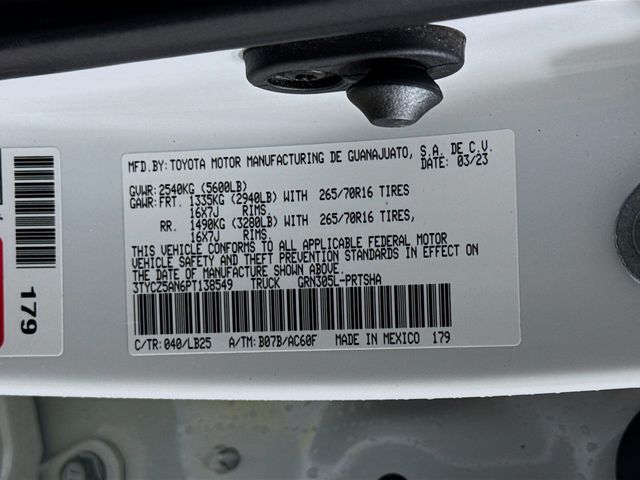 MFD.BY: TOYOTA MOTOR MANUFACTURING DE GUANAJUATO, S.A. DE C.V.
DATE: 03/23
GVWR: 2540KG (5600LB)
GAWR: FRT. 1335KG (2940LB) WITH 265/70R16 TIRES
16X7J RIMS,
RR. 1490KG (3280LB) WITH 265/70R16 TIRES,
16X7J RIMS.
THIS VEHICLE CONFORMS TO ALL APPLICABLE FEDERAL MOTOR
VEHICLE SAFETY AND THEFT PREVENTION STANDARDS IN EFFECT ON
THE DATE OF MANUFACTURE SHOWN ABOVE.
3TYCZ5AN6PT138549 TRUCK GRN305L-PRTSHA
C/TR: 040/LB25 A/TM: B07B/AC60F MADE IN MEXICO 179
179